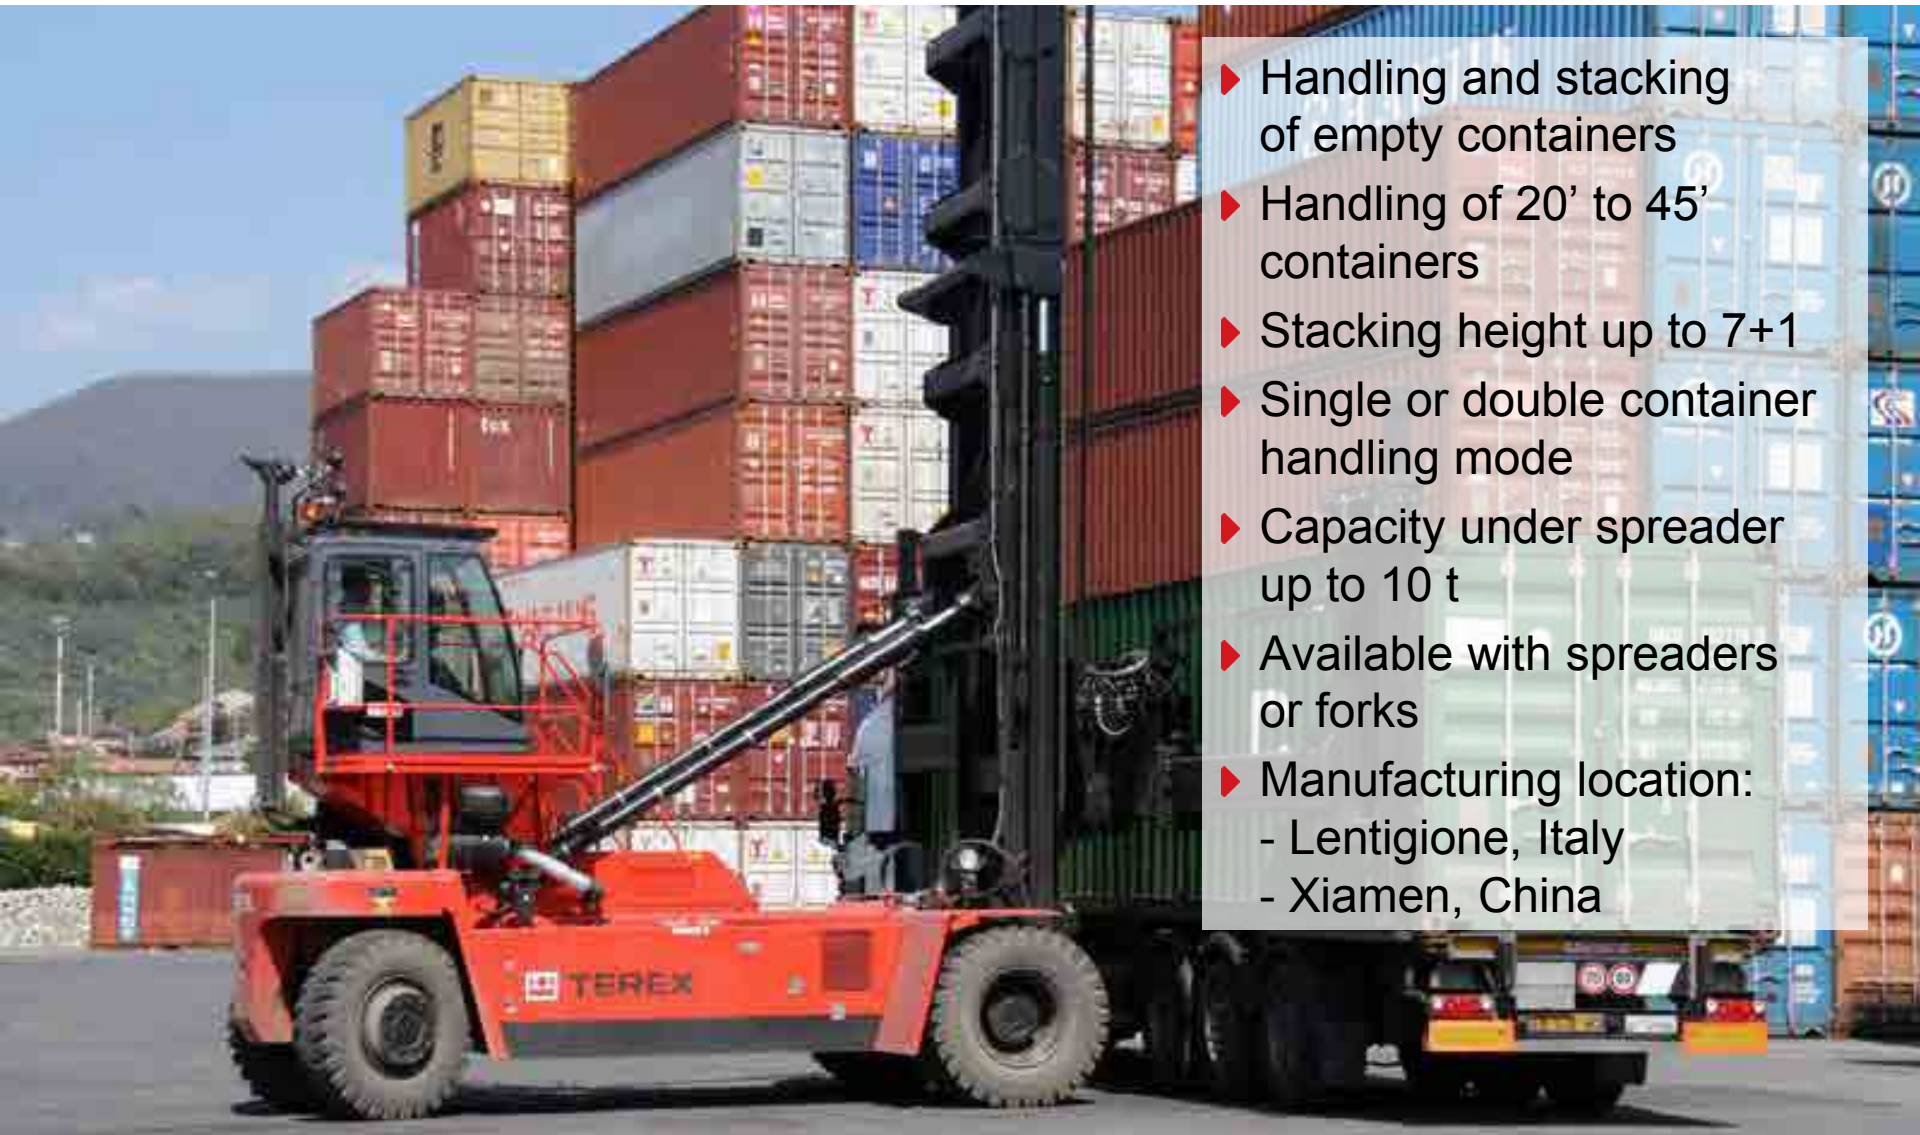 Handling and stacking
of empty containers
Handling of 20’ to 45’
containers
Stacking height up to 7+1
Single or double container
handling mode
Capacity under spreader
up to 10 t
Available with spreaders
or forks
Manufacturing location:
- Lentigione, Italy
- Xiamen, China
tex
TEREX